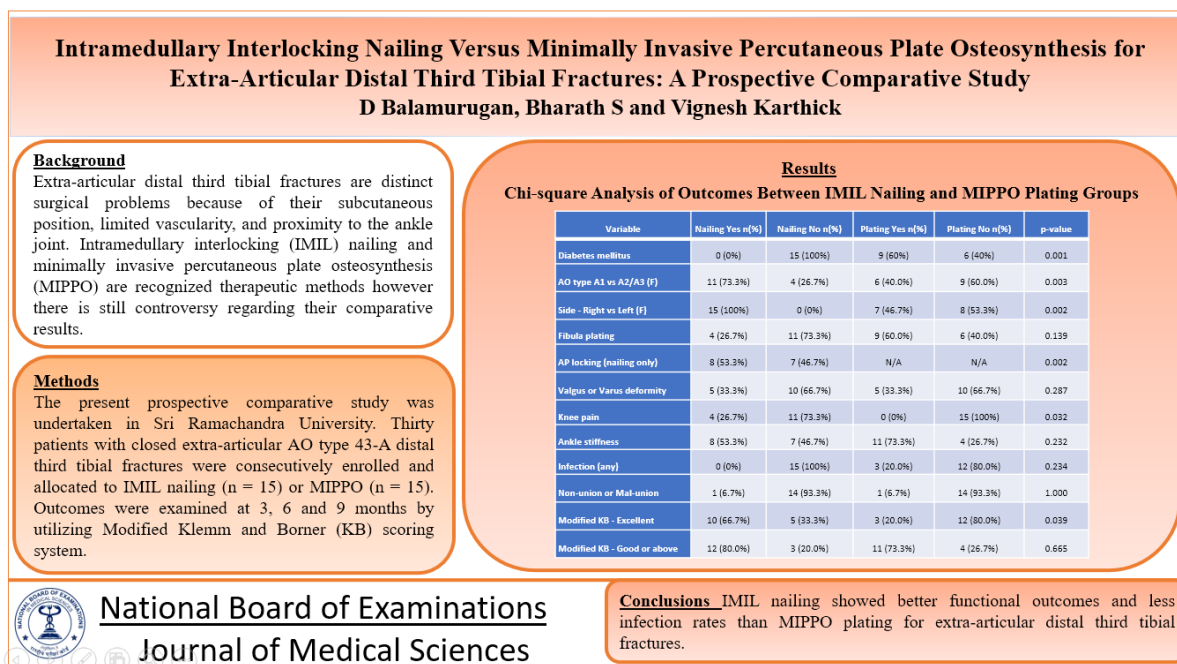 Intramedullary Interlocking Nailing Versus Minimally Invasive Percutaneous Plate Osteosynthesis for
Extra-Articular Distal Third Tibial Fractures: A Prospective Comparative Study
D Balamurugan, Bharath S and Vignesh Karthick
Background
Extra-articular distal third tibial fractures are distinct
surgical problems because of their subcutaneous
position, limited vascularity, and proximity to the ankle
joint. Intramedullary interlocking (IMIL) nailing and
minimally invasive percutaneous plate osteosynthesis
(MIPPO) are recognized therapeutic methods however
there is still controversy regarding their comparative
results.
Methods
The present prospective comparative study was
undertaken in Sri Ramachandra University. Thirty
patients with closed extra-articular AO type 43-A distal
third tibial fractures were consecutively enrolled and
allocated to IMIL nailing (n = 15) or MIPPO (n = 15).
Outcomes were examined at 3, 6 and 9 months by
utilizing Modified Klemm and Borner (KB) scoring
system.
Results
Chi-square Analysis of Outcomes Between IMIL Nailing and MIPPO Plating Groups
Variable Nailing Yes n(%) Nailing No n(%) Plating Yes n(%) Plating No n(%) p-value
Diabetes mellitus 0 (0%) 15 (100%) 9 (60%) 6 (40%) 0.001
AO type A1 vs A2/A3 (F) 11 (73.3%) 4 (26.7%) 6 (40.0%) 9 (60.0%) 0.003
Side - Right vs Left (F) 15 (100%) 0 (0%) 7 (46.7%) 8 (53.3%) 0.002
Fibula plating 4 (26.7%) 11 (73.3%) 9 (60.0%) 6 (40.0%) 0.139
AP locking (nailing only) 8 (53.3%) 7 (46.7%) N/A N/A 0.002
Valgus or Varus deformity 5 (33.3%) 10 (66.7%) 5 (33.3%) 10 (66.7%) 0.287
Knee pain 4 (26.7%) 11 (73.3%) 0 (0%) 15 (100%) 0.032
Ankle stiffness 8 (53.3%) 7 (46.7%) 11 (73.3%) 4 (26.7%) 0.232
Infection (any) 0 (0%) 15 (100%) 3 (20.0%) 12 (80.0%) 0.234
Non-union or Mal-union 1 (6.7%) 14 (93.3%) 1 (6.7%) 14 (93.3%) 1.000
Modified KB - Excellent 10 (66.7%) 5 (33.3%) 3 (20.0%) 12 (80.0%) 0.039
Modified KB - Good or above 12 (80.0%) 3 (20.0%) 11 (73.3%) 4 (26.7%) 0.665
National Board of Examinations
Journal of Medical Sciences
Conclusions IMIL nailing showed better functional outcomes and less
infection rates than MIPPO plating for extra-articular distal third tibial
fractures.